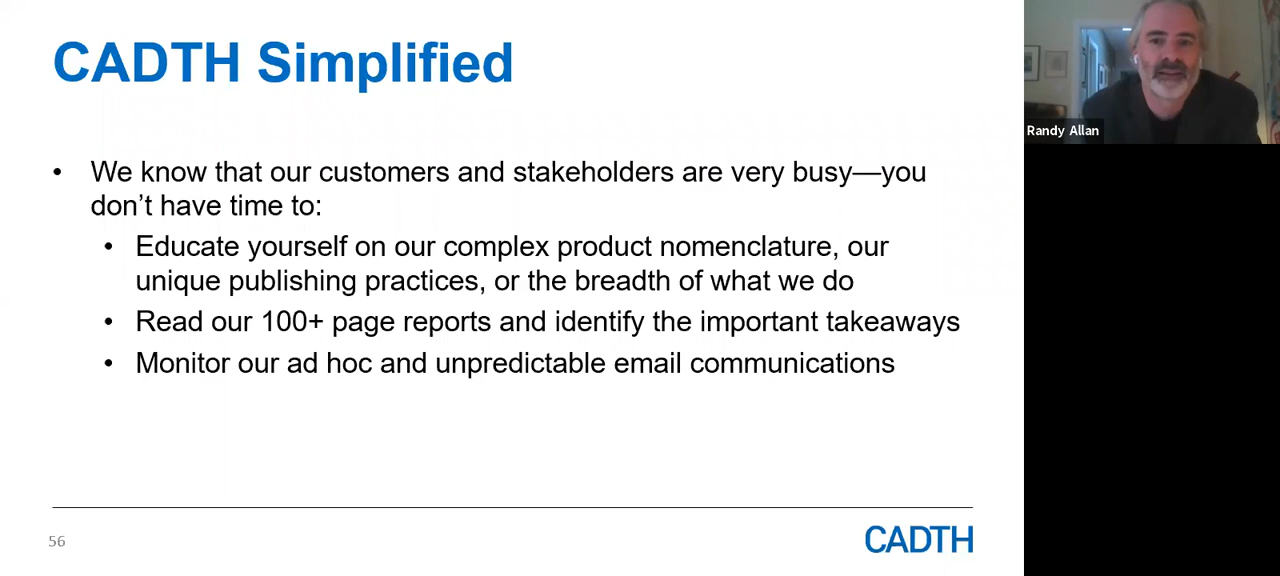 CADTH Simplified
• We know that our customers and stakeholders are very busy—you
don’t have time to:
• Educate yourself on our complex product nomenclature, our
unique publishing practices, or the breadth of what we do
• Read our 100+ page reports and identify the important takeaways
• Monitor our ad hoc and unpredictable email communications
56
CADTH
Randy Allan